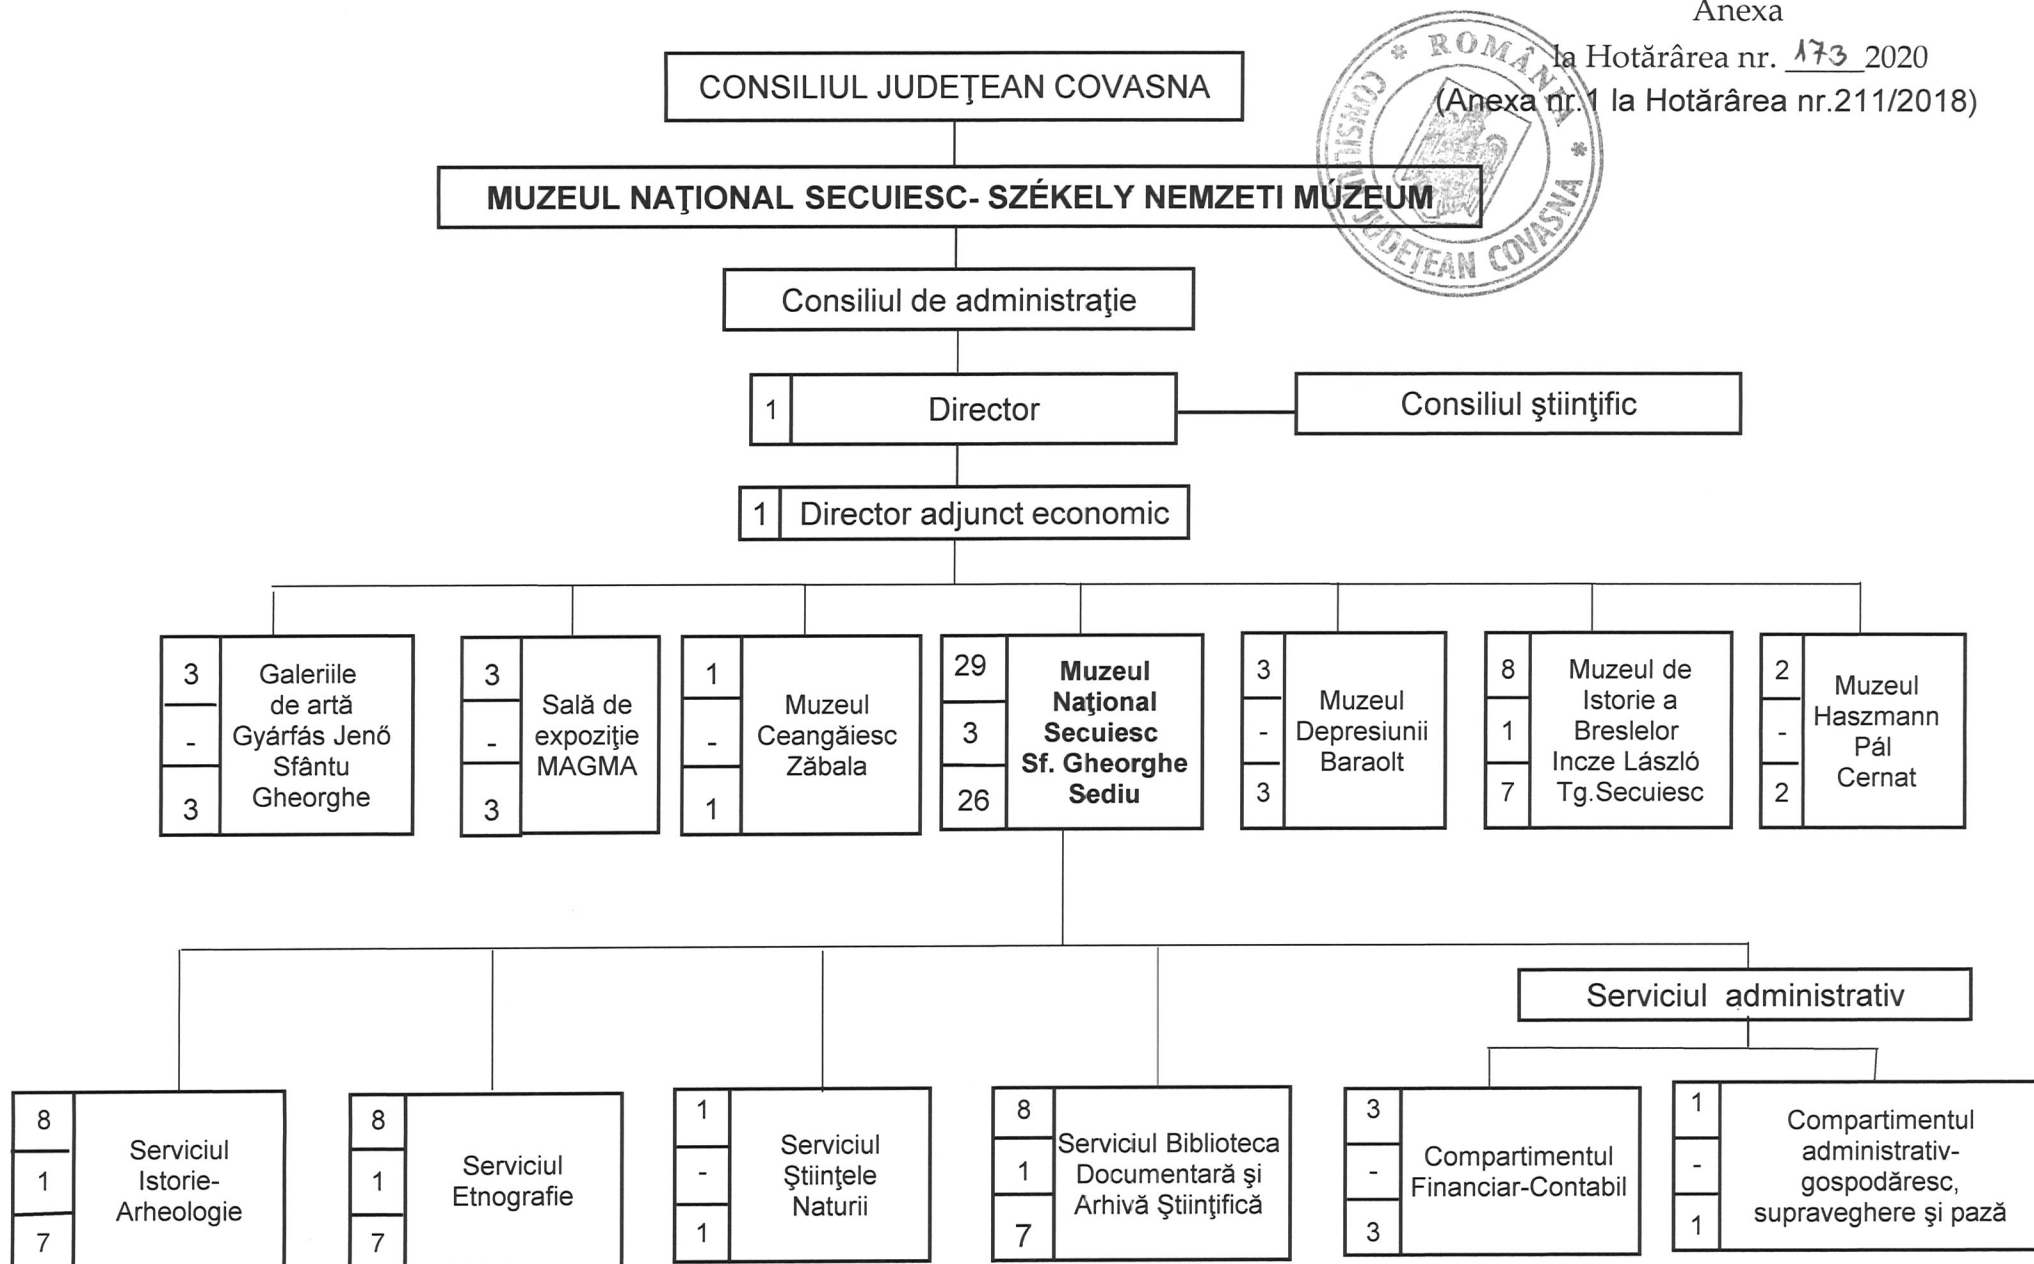 Anexa
la Hotărârea nr. 173 2020
(Anexa nr.1 la Hotărârea nr.211/2018)
* ROMÂNIA *
CONSILIUL JUDEŢEAN COVASNA
CONSILIUL JUDEŢEAN COVASNA
MUZEUL NAŢIONAL SECUIESC- SZÉKELY NEMZETI MÚZEUM
Consiliul de administraţie
1
Director
Consiliul ştiinţific
1
Director adjunct economic
3
-
3
Galeriile
de artă
Gyárfás Jenő
Sfântu
Gheorghe
3
-
3
Sală de
expoziţie
MAGMA
1
-
1
Muzeul
Ceangăiesc
Zăbala
29
3
26
Muzeul
Naţional
Secuiesc
Sf. Gheorghe
Sediu
3
-
3
Muzeul
Depresiunii
Baraolt
8
1
7
Muzeul de
Istorie a
Breslelor
Incze László
Tg.Secuiesc
2
-
2
Muzeul
Haszmann
Pál
Cernat
Serviciul administrativ
8
1
7
Serviciul
Istorie-
Arheologie
8
1
7
Serviciul
Etnografie
1
-
1
Serviciul
Ştiinţele
Naturii
8
1
7
Serviciul Biblioteca
Documentară şi
Arhivă Ştiinţifică
3
-
3
Compartimentul
Financiar-Contabil
1
-
1
Compartimentul
administrativ-
gospodăresc,
supraveghere şi pază